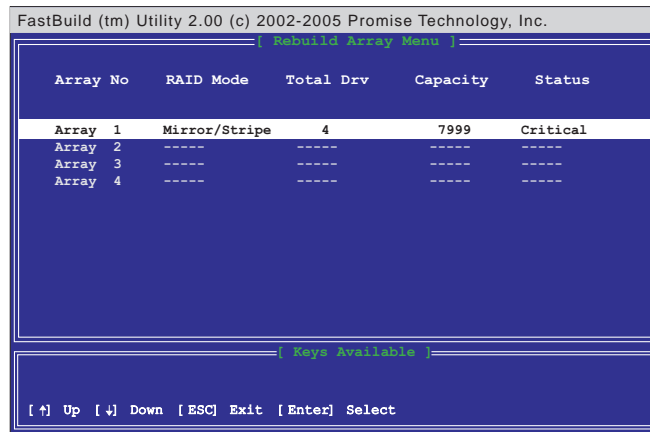 FastBuild (tm) Utility 2.00 (c) 2002-2005 Promise Technology, Inc.
[ Rebuild Array Menu ]
Array No RAID Mode Total Drv Capacity Status
Array 1 Mirror/Stripe 4 7999 Critical
Array 2 ----- ----- ----- -----
Array 3 ----- ----- ----- -----
Array 4 ----- ----- ----- -----
[ Keys Available ]
[↑] Up [↓] Down [ESC] Exit [Enter] Select